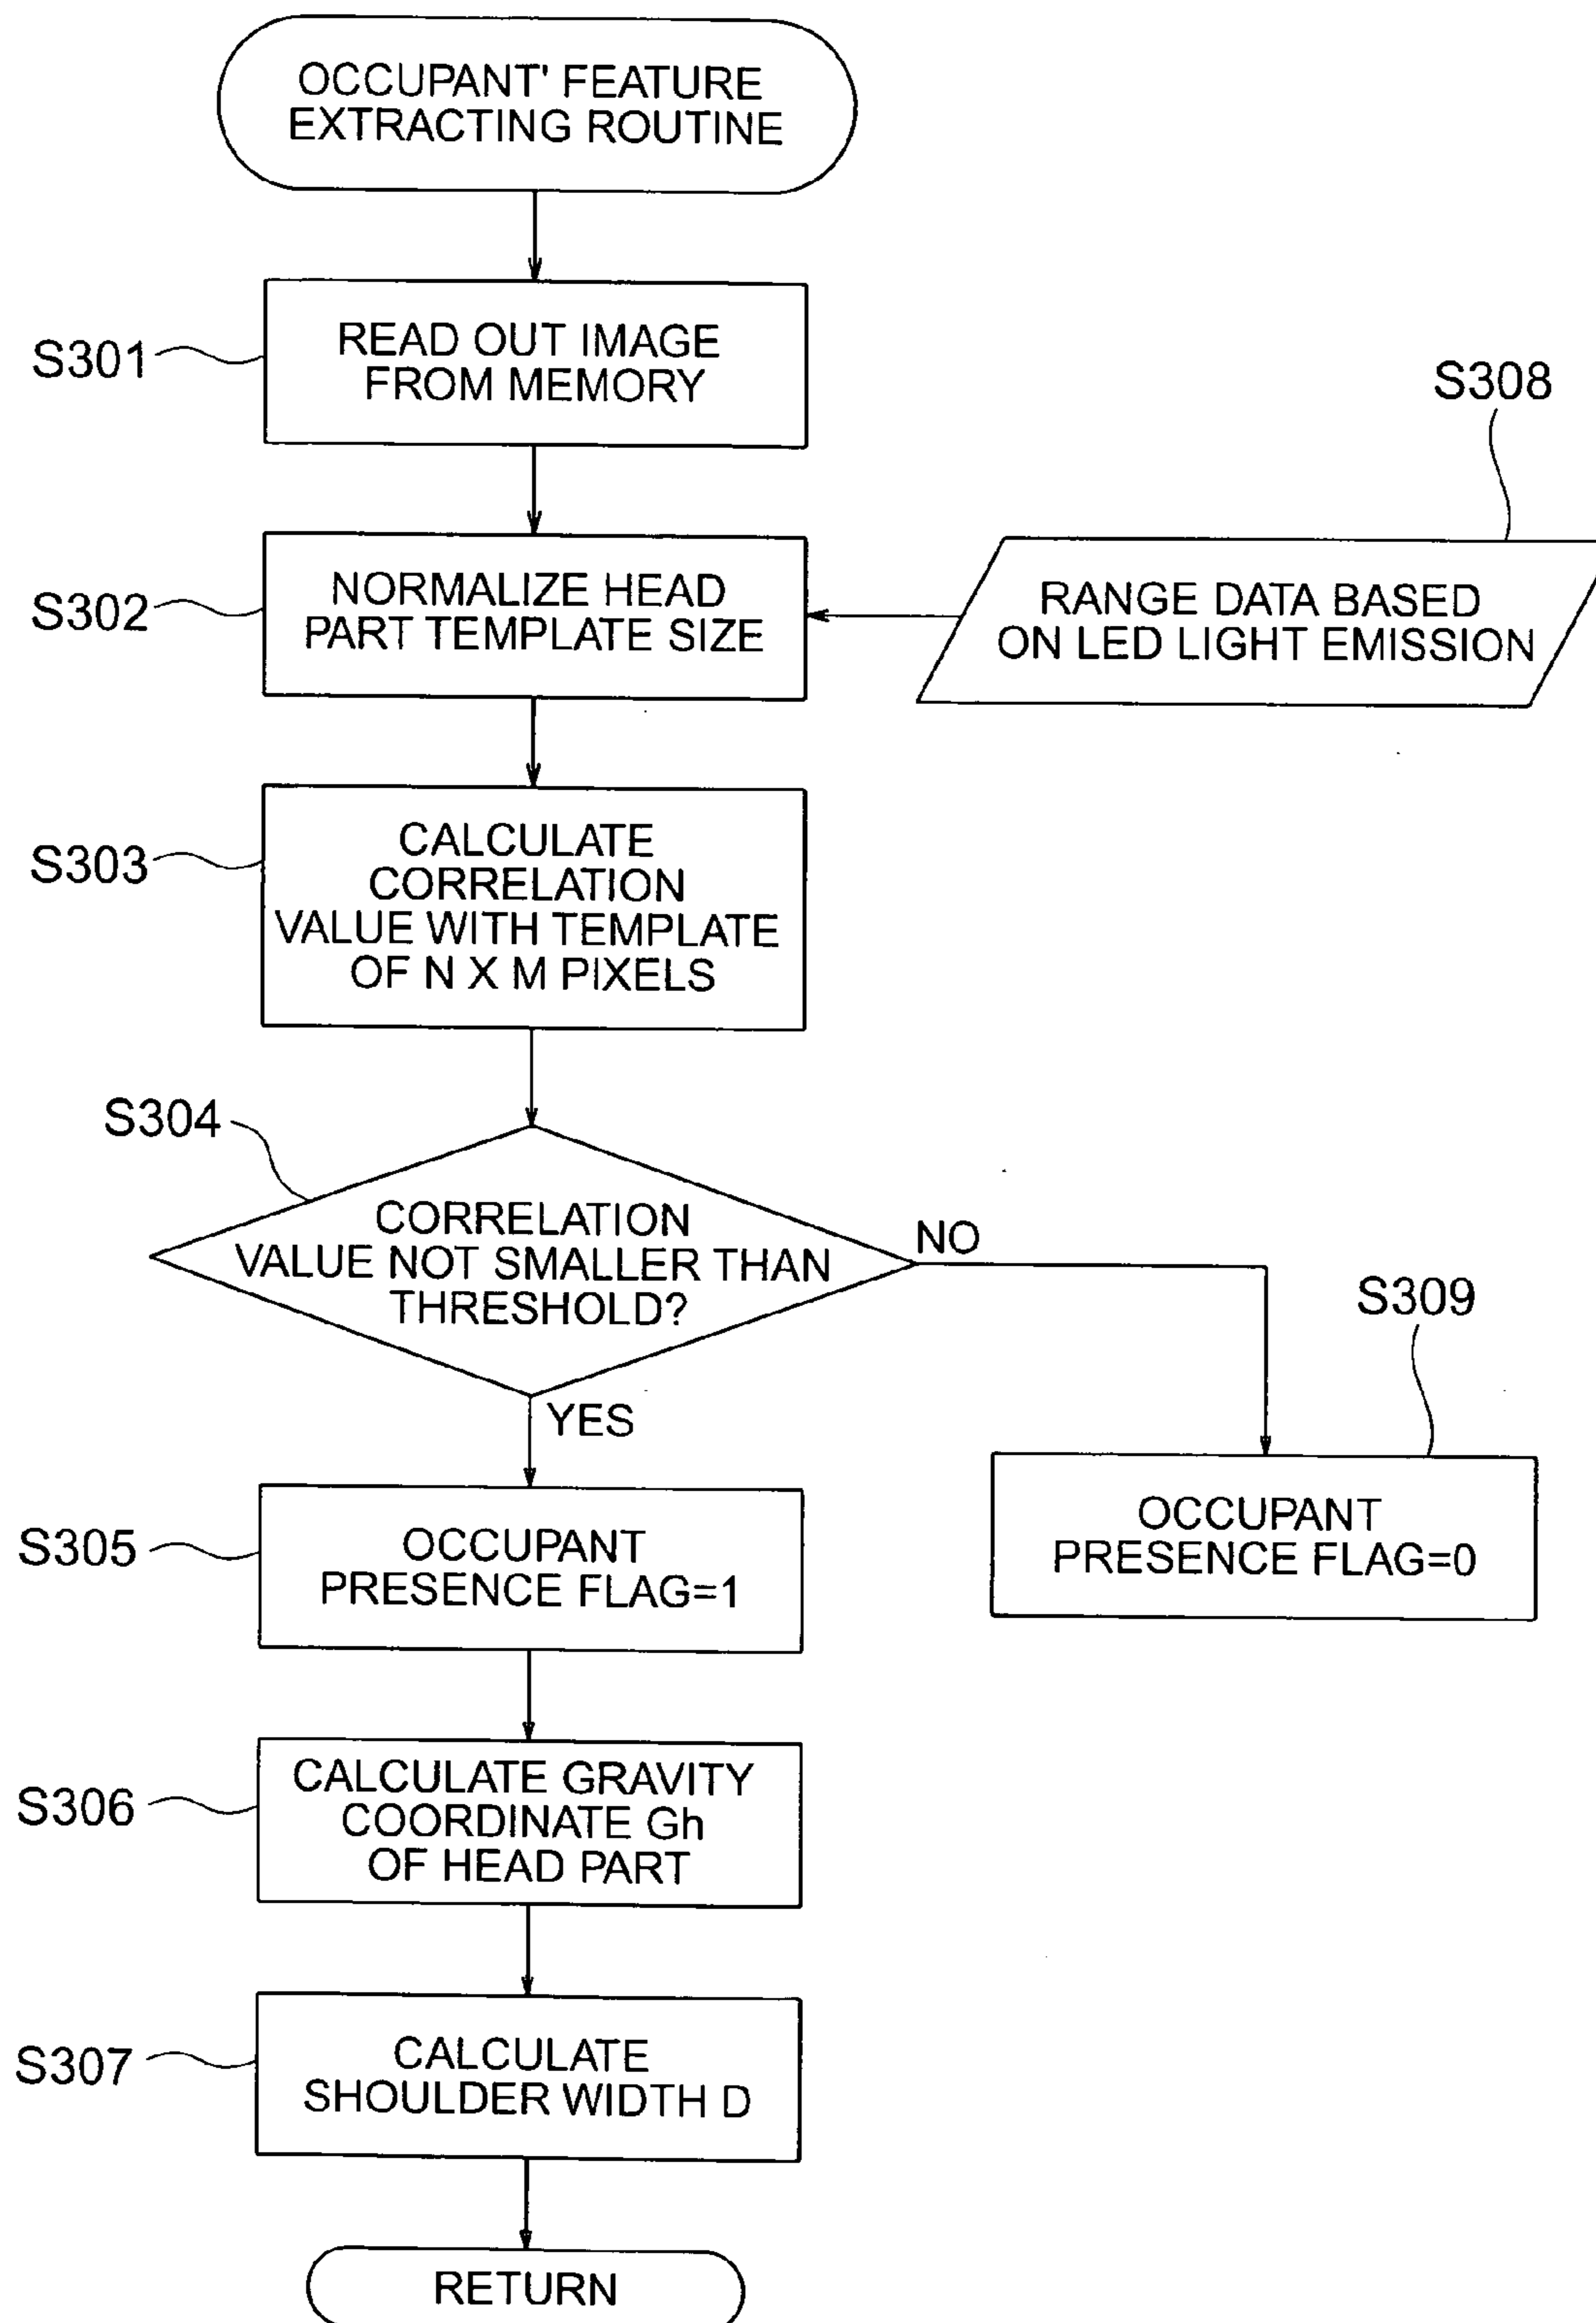 OCCUPANT' FEATURE
EXTRACTING ROUTINE
S301
READ OUT IMAGE
FROM MEMORY
S308
S302
NORMALIZE HEAD
PART TEMPLATE SIZE
RANGE DATA BASED
ON LED LIGHT EMISSION
S303
CALCULATE
CORRELATION
VALUE WITH TEMPLATE
OF N X M PIXELS
S304
CORRELATION
VALUE NOT SMALLER THAN
THRESHOLD?
NO
YES
S309
S305
OCCUPANT
PRESENCE FLAG=1
OCCUPANT
PRESENCE FLAG=0
S306
CALCULATE GRAVITY
COORDINATE Gh
OF HEAD PART
S307
CALCULATE
SHOULDER WIDTH D
RETURN